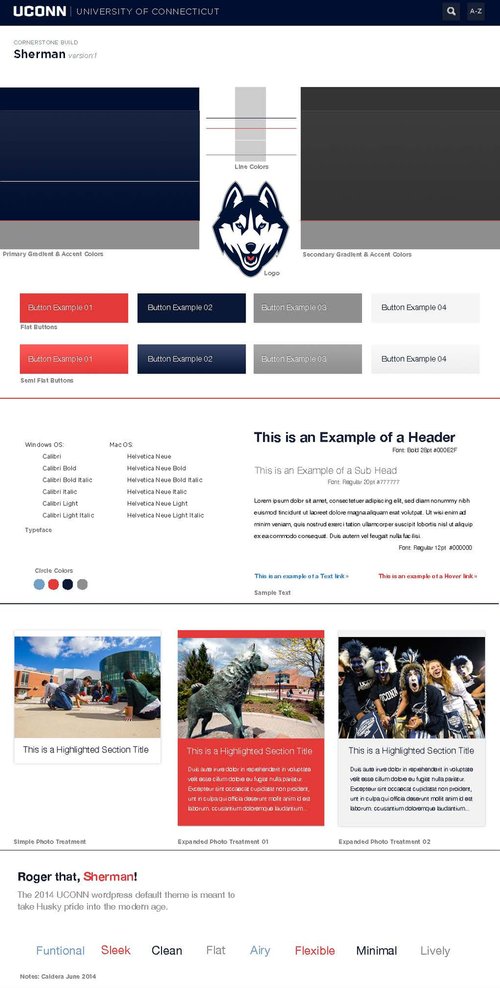 UCONN | UNIVERSITY OF CONNECTICUT
A-Z
CORNERSTONE BUILD
Sherman version1
Line Colors
Primary Gradient & Accent Colors
Logo
Secondary Gradient & Accent Colors
Button Example 01
Button Example 02
Button Example 03
Button Example 04
Flat Buttons
Button Example 01
Button Example 02
Button Example 03
Button Example 04
Semi Flat Buttons
Windows OS:
Calibri
Calibri Bold
Calibri Bold Italic
Calibri Italic
Calibri Light
Calibri Light Italic
Mac OS:
Helvetica Neue
Helvetica Neue Bold
Helvetica Neue Bold Italic
Helvetica Neue Italic
Helvetica Neue Light
Helvetica Neue Light Italic
Typeface
Circle Colors
This is an Example of a Header
Font: Bold 28pt #000E2F
This is an Example of a Sub Head
Font: Regular 20pt #777777
Lorem ipsum dolor sit amet, consectetuer adipiscing elit, sed diam nonummy nibh
euismod tincidunt ut laoreet dolore magna aliquam erat volutpat. Ut wisi enim ad
minim veniam, quis nostrud exerci tation ullamcorper suscipit lobortis nisl ut aliquip
ex ea commodo consequat. Duis autem vel feugait nulla facilisi.
Font: Regular 12pt #000000
This is an example of a Text link »
This is an example of a Hover link »
Sample Text
This is a Highlighted Section Title
Simple Photo Treatment
This is a Highlighted Section Title
Duis aute irure dolor in reprehenderit in voluptate
velit esse cillum dolore eu fugiat nulla pariatur.
Excepteur sint occaecat cupidatat non proident,
unt in culpa qui officia deserunt mollit anim id est
laborum, ccusantium doloremque laudantium...
Expanded Photo Treatment 01
UCONN
This is a Highlighted Section Title
Duis aute irure dolor in reprehenderit in voluptate
velit esse cillum dolore eu fugiat nulla pariatur.
Excepteur sint occaecat cupidatat non proident,
unt in culpa qui officia deserunt mollit anim id est
laborum, ccusantium doloremque laudantium...
Expanded Photo Treatment 02
Roger that, Sherman!
The 2014 UCONN wordpress default theme is meant to
take Husky pride into the modern age.
Funtional Sleek Clean Flat Airy Flexible Minimal Lively
Notes: Caldera June 2014